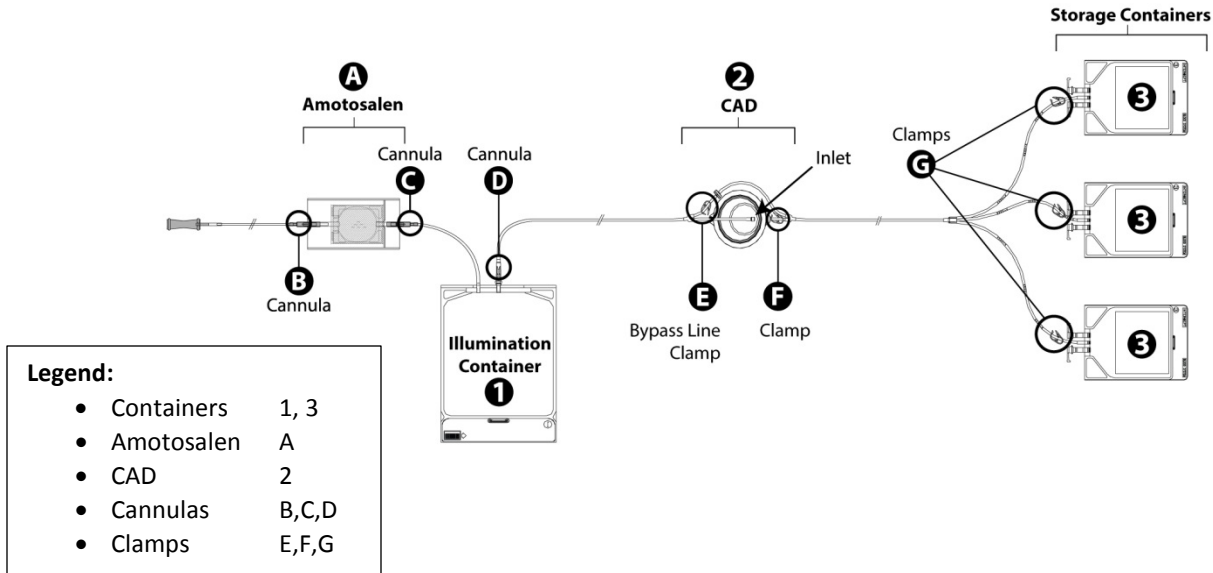 Storage Containers
A
Amotosalen
2
CAD
Cannula
C
Cannula
D
Inlet
Clamps
G
3
3
3
B
Cannula
E
Bypass Line
Clamp
F
Clamp
Illumination
Container
1
Legend:
• Containers 1, 3
• Amotosalen A
• CAD 2
• Cannulas B,C,D
• Clamps E,F,G